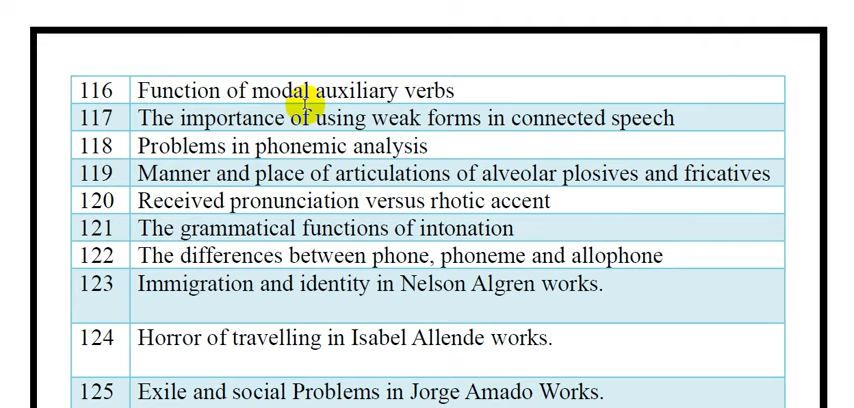 116 Function of modal auxiliary verbs
117 The importance of using weak forms in connected speech
118 Problems in phonemic analysis
119 Manner and place of articulations of alveolar plosives and fricatives
120 Received pronunciation versus rhotic accent
121 The grammatical functions of intonation
122 The differences between phone, phoneme and allophone
123 Immigration and identity in Nelson Algren works.
124 Horror of travelling in Isabel Allende works.
125 Exile and social Problems in Jorge Amado Works.